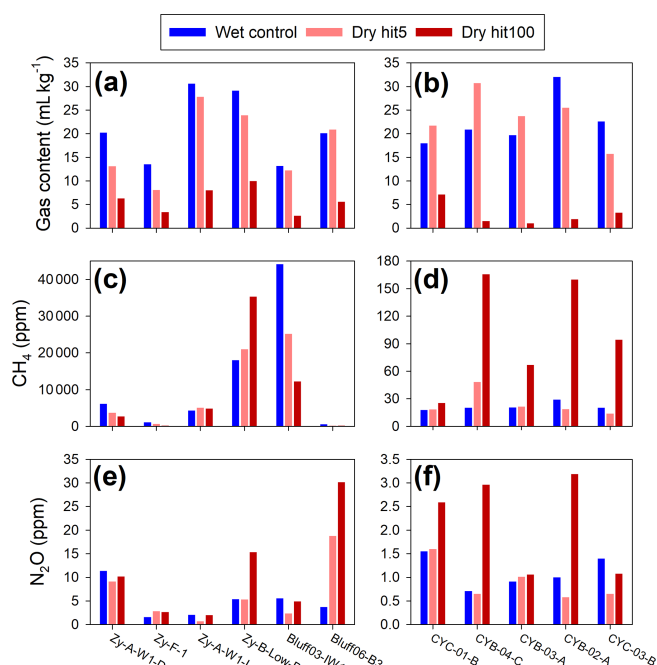 Wet control Dry hit5 Dry hit100
(a)
(b)
Gas content (mL kg-1)
35
30
25
20
15
10
5
0
35
30
25
20
15
10
5
0
(c)
(d)
CH4 (ppm)
40 000
30 000
20 000
10 000
0
180
150
120
90
60
30
0
(e)
(f)
N2O (ppm)
35
30
25
20
15
10
5
0
3.5
3.0
2.5
2.0
1.5
1.0
0.5
0.0
Zy-F-1
CYC-01-B
CYB-04-C
CYB-03-A
CYB-02-A
CYC-03-B